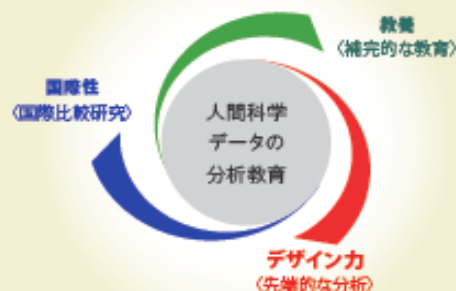 教養
〈補完的な教育〉
国際性
〈国際比較研究〉
人間科学
データの
分析教育
デザイン力
〈先端的な分析〉